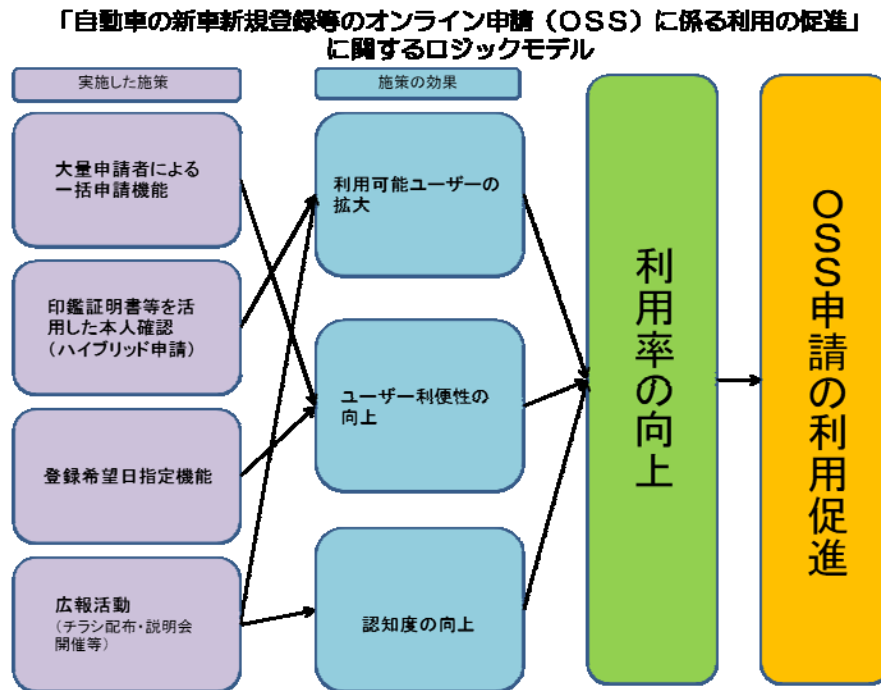 「自動車の新車新規登録等のオンライン申請（ＯＳＳ）に係る利用の促進」
に関するロジックモデル
実施した施策
施策の効果
大量申請者による
一括申請機能
印鑑証明書等を活
用した本人確認
（ハイブリッド申請）
登録希望日指定機能
広報活動
（チラシ配布・説明会
開催等）
利用可能ユーザーの
拡大
ユーザー利便性の
向上
認知度の向上
利用率の向上
ＯＳＳ申請の利用促進